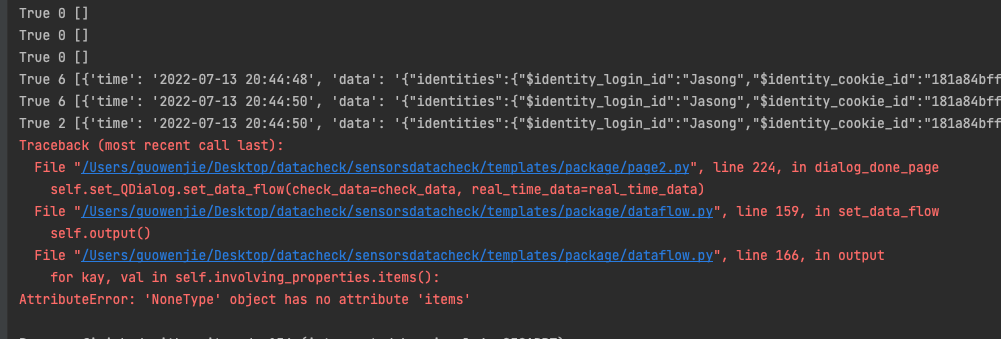 True 0 []
True 0 []
True 0 []
True 6 [{'time': '2022-07-13 20:44:48', 'data': '{"identities":{"$identity_login_id":"Jasong","$identity_cookie_id":"181a84bff
True 6 [{'time': '2022-07-13 20:44:50', 'data': '{"identities":{"$identity_login_id":"Jasong","$identity_cookie_id":"181a84bff
True 2 [{'time': '2022-07-13 20:44:50', 'data': '{"identities":{"$identity_login_id":"Jasong","$identity_cookie_id":"181a84bff
Traceback (most recent call last):
File "/Users/guowenjie/Desktop/datacheck/sensorsdatacheck/templates/package/page2.py", line 224, in dialog_done_page
self.set_QDialog.set_data_flow(check_data=check_data, real_time_data=real_time_data)
File "/Users/guowenjie/Desktop/datacheck/sensorsdatacheck/templates/package/dataflow.py", line 159, in set_data_flow
self.output()
File "/Users/guowenjie/Desktop/datacheck/sensorsdatacheck/templates/package/dataflow.py", line 166, in output
for kay, val in self.involving_properties.items():
AttributeError: 'NoneType' object has no attribute 'items'